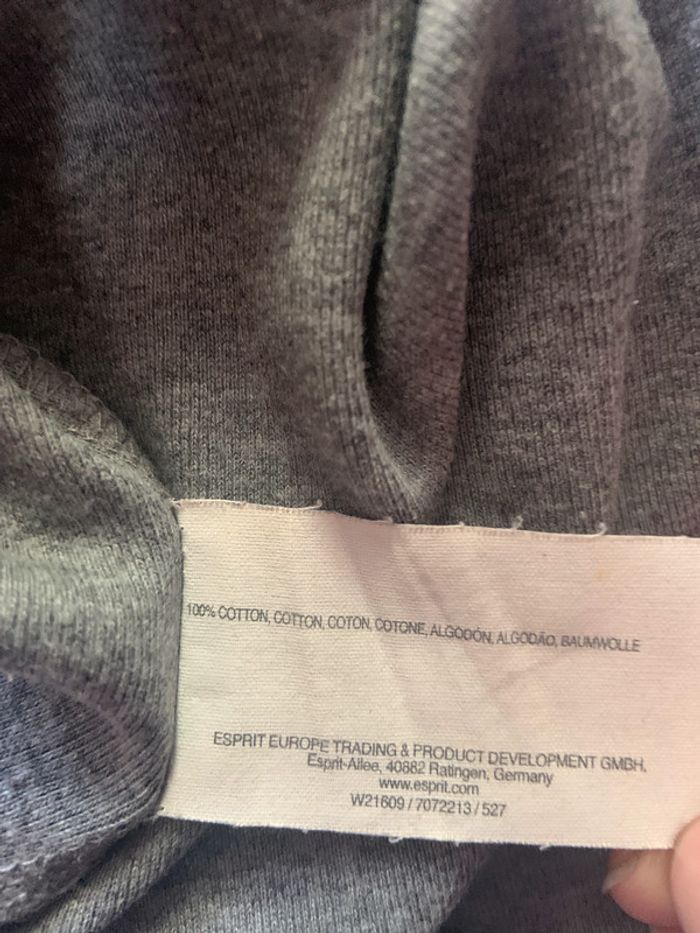 100% COTTON, COTTON, COTON, COTONE, ALGODÓN, ALGODÃO, BAUMWOLLE
ESPRIT EUROPE TRADING & PRODUCT DEVELOPMENT GMBH.
Esprit-Allee, 40882 Ratingen, Germany
www.esprit.com
W21609 / 7072213 / 527